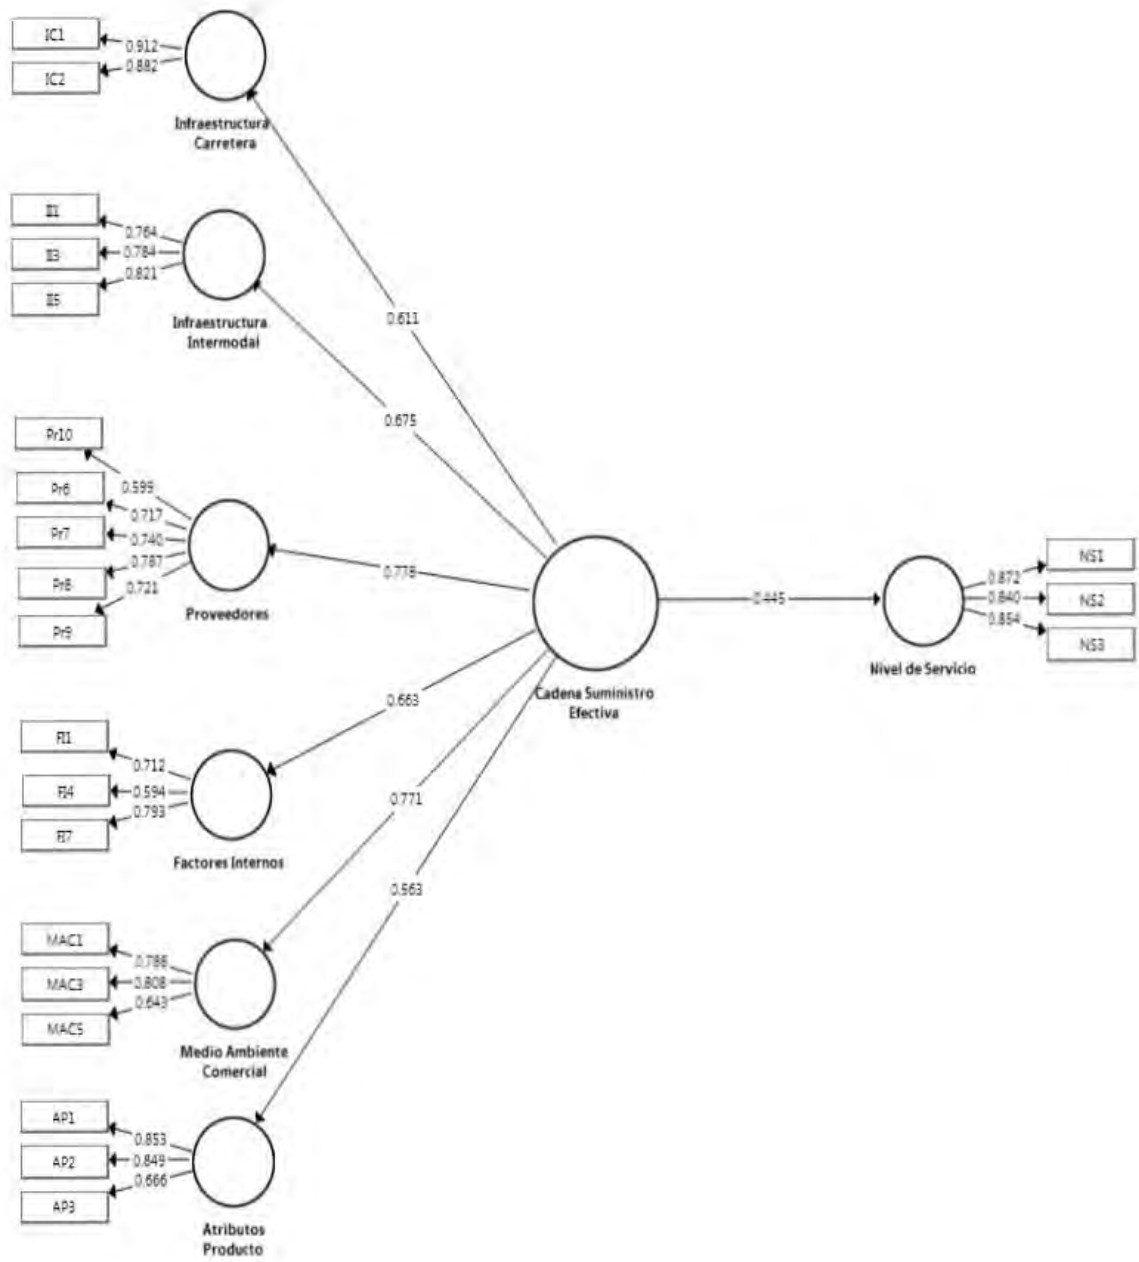 IC1
0.912
0.882
IC2
Infraestructura
Carretera
II1
0.764
II3
0.784
0.821
II5
Infraestructura
Intermodal
0.611
0.675
Pr10
0.599
Pr6
0.717
Pr7
0.740
0.787
Pr8
0.721
Pr9
Proveedores
0.778
Cadena Suministro
Efectiva
0.445
NS1
0.872
0.840
NS2
0.854
NS3
Nivel de Servicio
0.663
FI1
0.712
FI4
0.594
0.793
FI7
Factores Internos
0.771
0.563
MAC1
0.788
MAC3
0.808
0.643
MAC5
Medio Ambiente
Comercial
AP1
0.853
AP2
0.849
0.666
AP3
Atributos
Producto